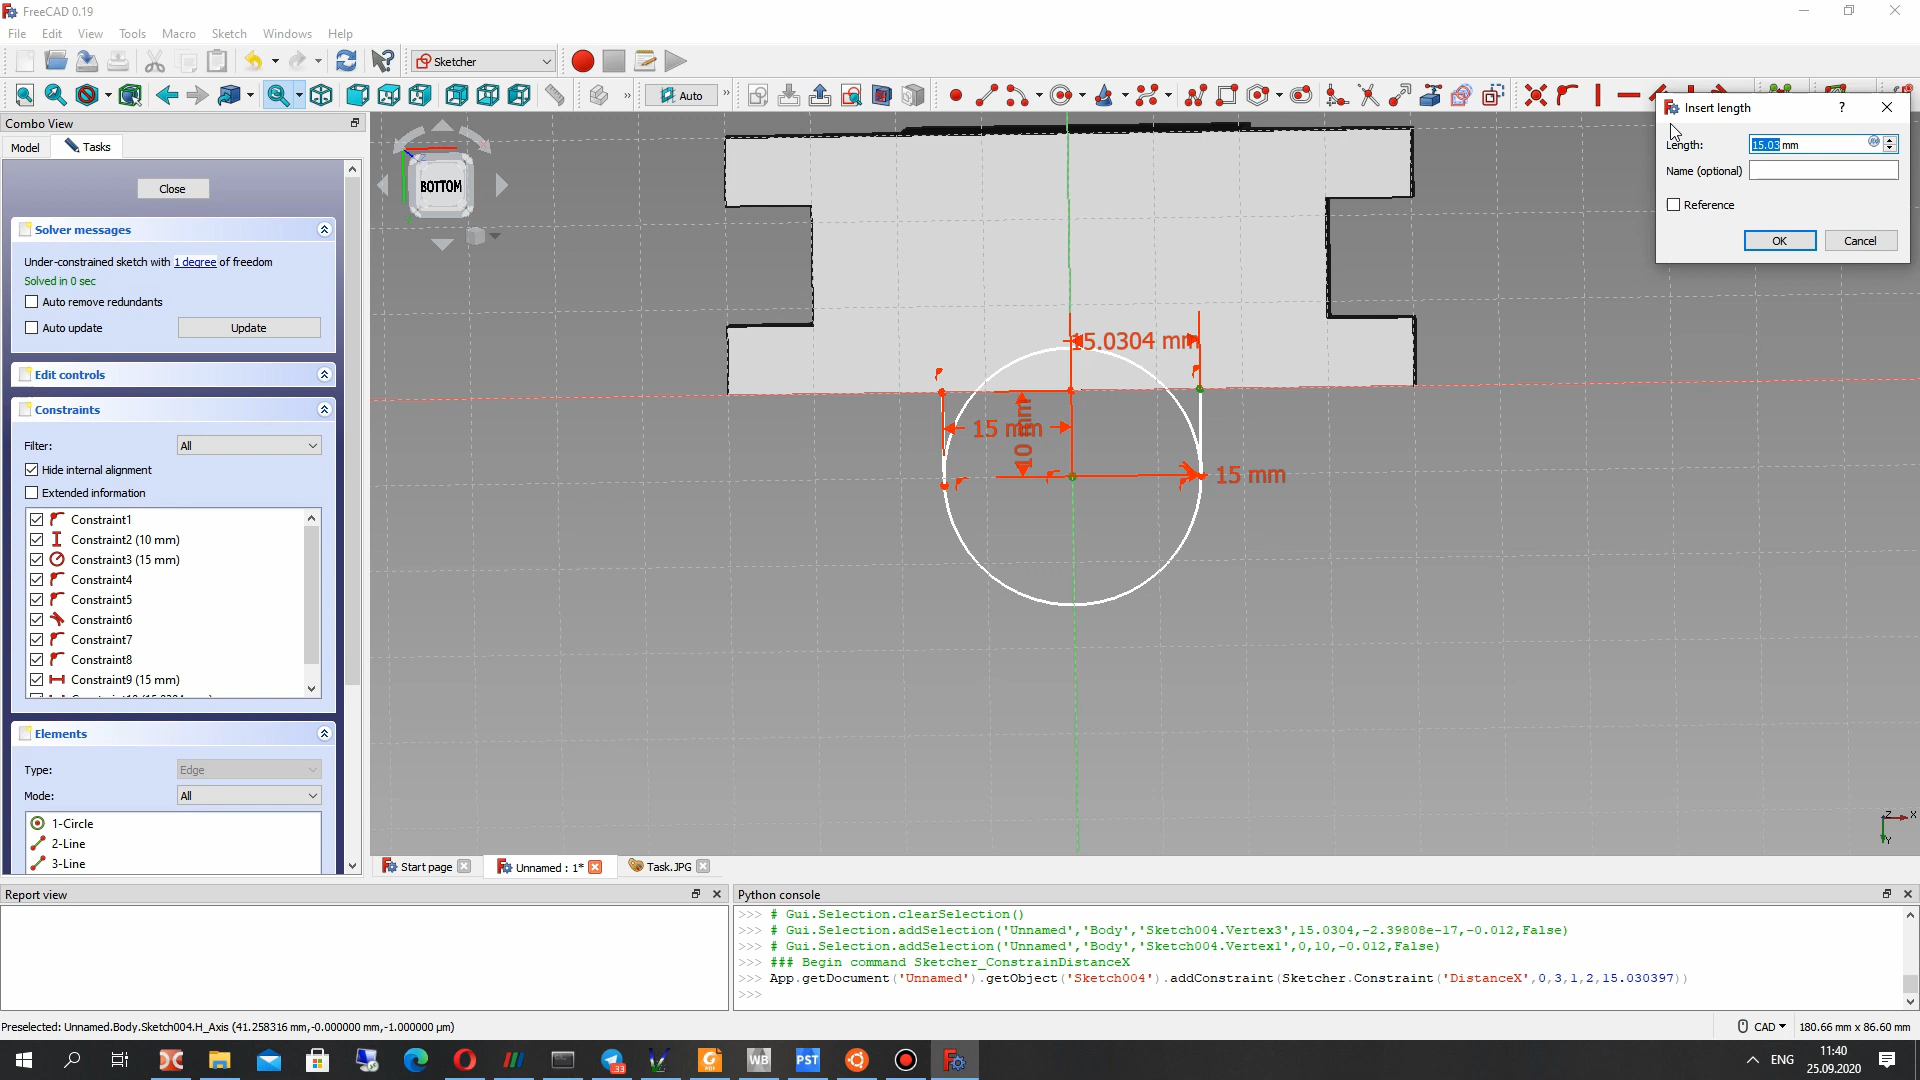 FreeCAD 0.19
File Edit View Tools Macro Sketch Windows Help
Sketcher
Auto
Combo View
Model Tasks
Close
Solver messages
Under-constrained sketch with 1 degree of freedom
Solved in 0 sec
Auto remove redundants
Auto update Update
Edit controls
Constraints
Filter: All
Hide internal alignment
Extended information
Constraint1
Constraint2 (10 mm)
Constraint3 (15 mm)
Constraint4
Constraint5
Constraint6
Constraint7
Constraint8
Constraint9 (15 mm)
Elements
Type: Edge
Mode: All
1-Circle
2-Line
3-Line
BOTTOM
15.0304 mm
15 mm
10 mm
15 mm
Z X
Y
Insert length ?
Length: 15.03 mm
Name (optional)
Reference
OK Cancel
Start page Unnamed : 1* Task.JPG
Report view
Python console
>>> # Gui.Selection.clearSelection()
>>> # Gui.Selection.addSelection('Unnamed','Body','Sketch004.Vertex3',15.0304,-2.39808e-17,-0.012,False)
>>> # Gui.Selection.addSelection('Unnamed','Body','Sketch004.Vertex1',0,10,-0.012,False)
>>> ### Begin command Sketcher_ConstrainDistanceX
>>> App.getDocument('Unnamed').getObject('Sketch004').addConstraint(Sketcher.Constraint('DistanceX',0,3,1,2,15.030397))
>>>
Preselected: Unnamed.Body.Sketch004.H_Axis (41.258316 mm,-0.000000 mm,-1.000000 µm)
CAD 180.66 mm x 86.60 mm
33
WB
PST
ENG
11:40
25.09.2020